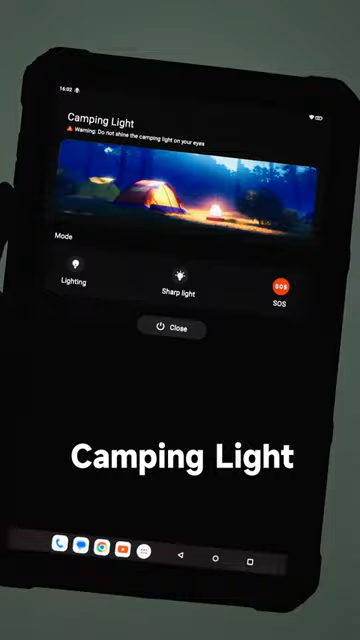 16:02
Camping Light
Warning: Do not shine the camping light on your eyes
Mode
Lighting
Sharp light
SOS
SOS
Close
Camping Light